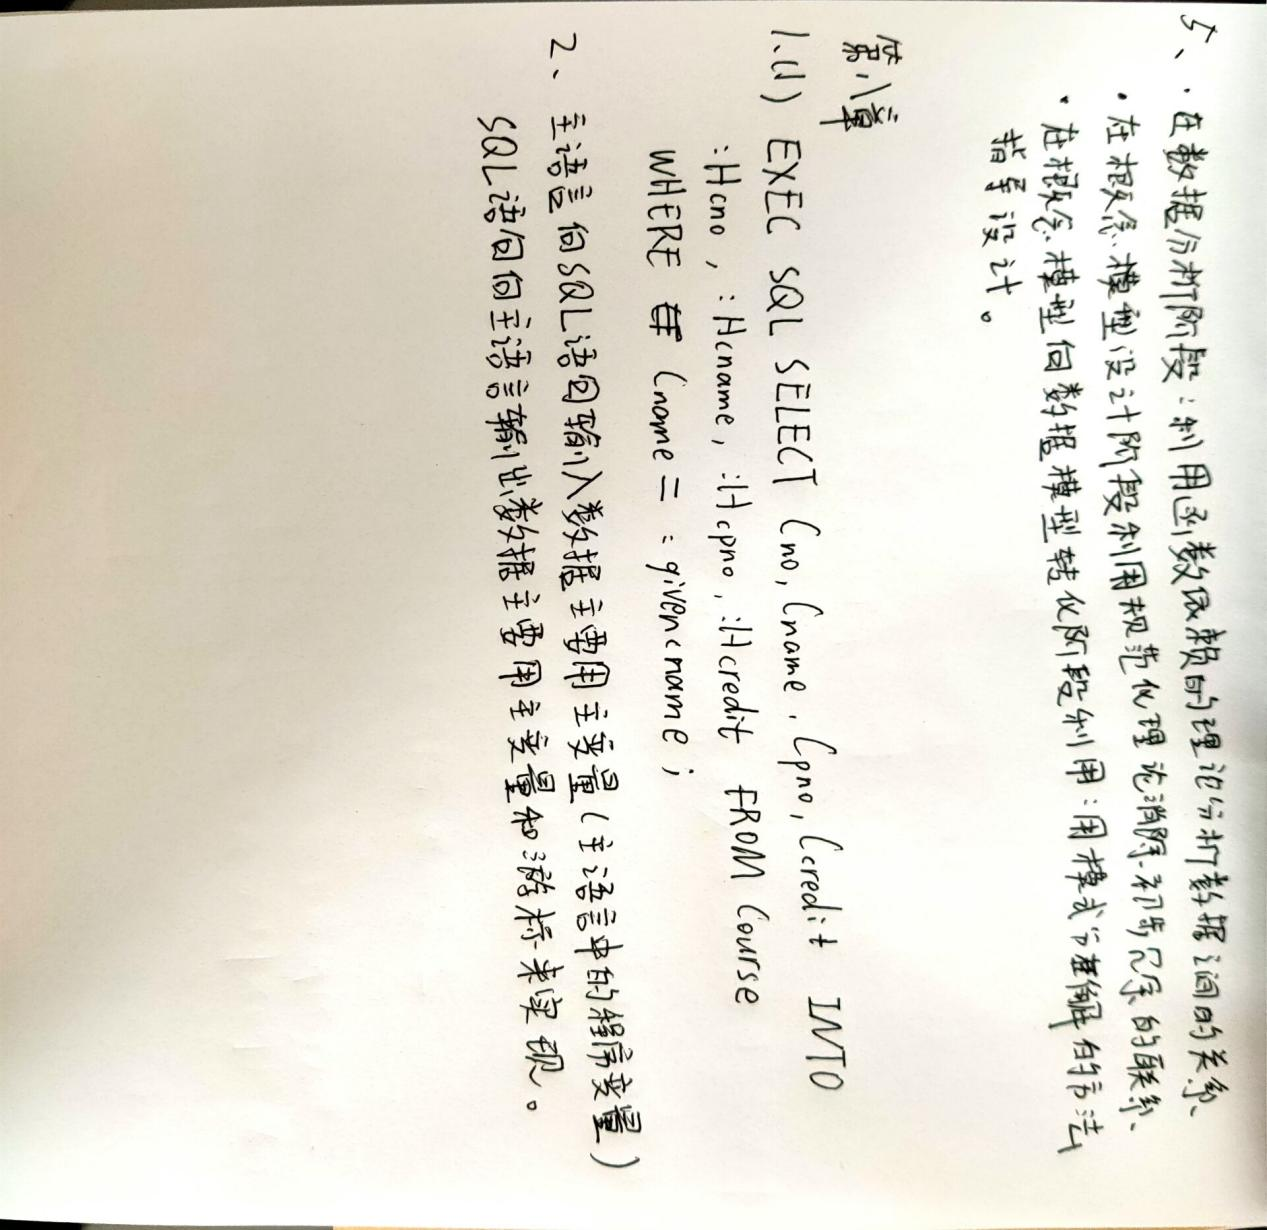 5、·在数据分析阶段：利用函数依赖的理论分析数据之间的关系、
·在概念模型设计阶段利用规范化理论消除初步冗余的联系、
·在概念模型向数据模型转化阶段利用：用模式分解的方法
指导设计。
第八章
1.(1) EXEC SQL SELECT Cno, Cname, Cpno, Ccredit INTO
:Hcno, :Hcname, :Hcpno, :Hcredit FROM Course
WHERE Cname = :givencname;
2、主语言向SQL语句输入数据主要用主变量(主语言中的程序变量)
SQL语句向主语言输出数据主要用主变量和游标来实现。